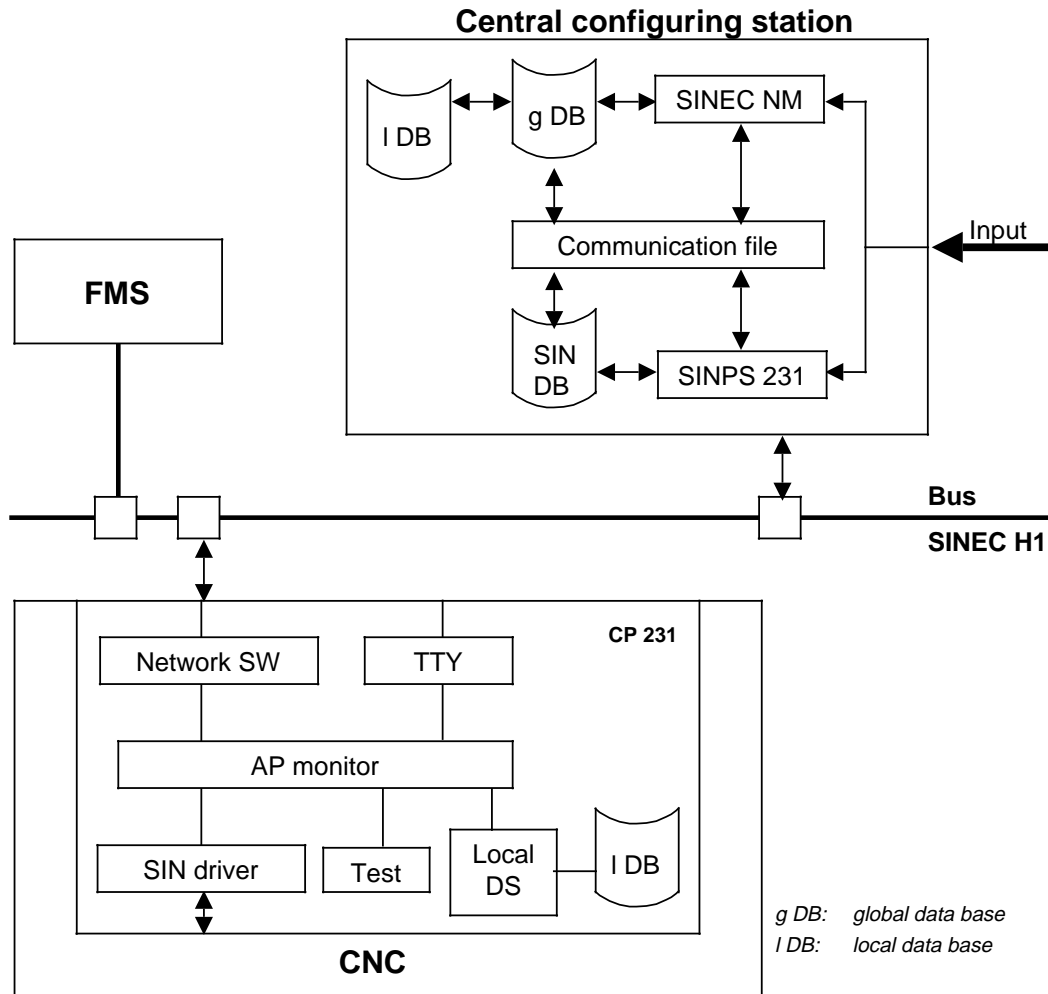 Central configuring station
SINEC NM
g DB
l DB
Input
Communication file
FMS
SIN
DB
SINPS 231
Bus
SINEC H1
CP 231
Network SW
TTY
AP monitor
Local
DS
l DB
SIN driver
Test
g DB: global data base
l DB: local data base
CNC